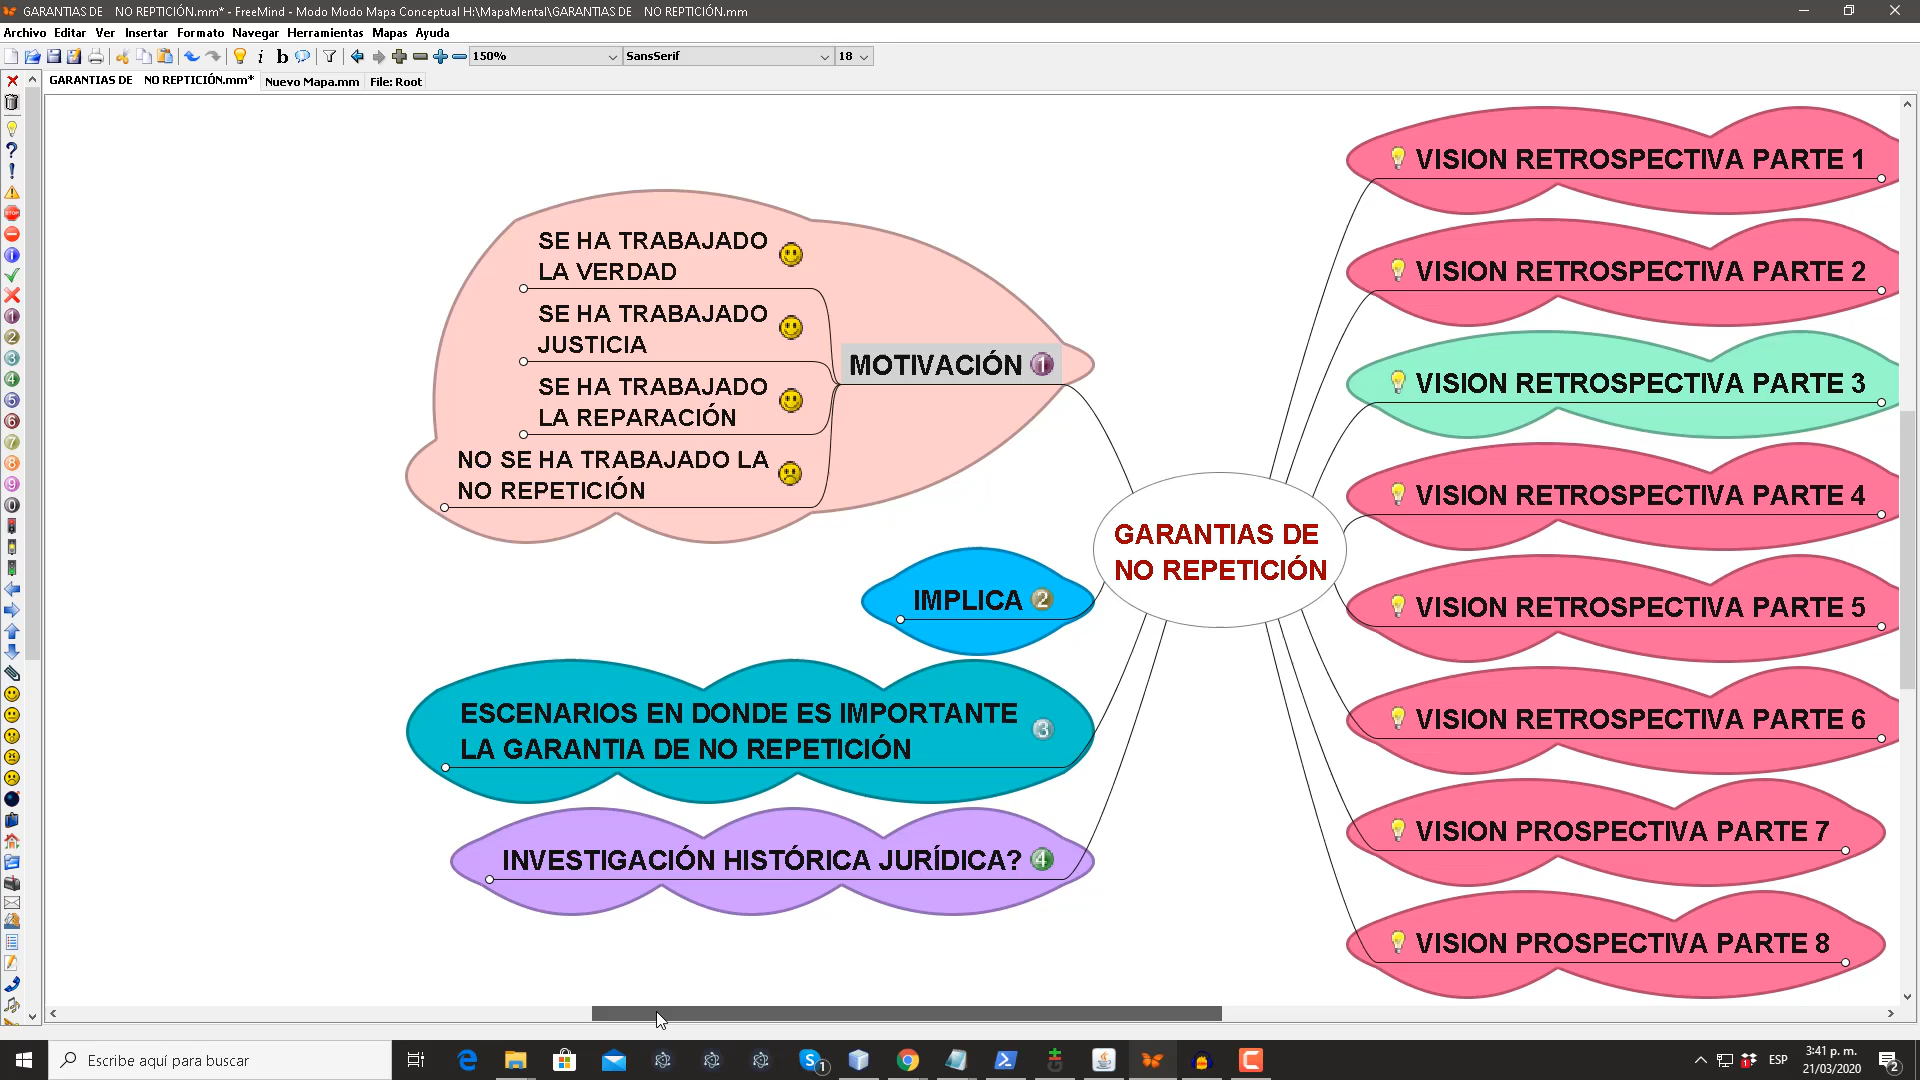 GARANTIAS DE    NO REPTICIÓN.mm* - FreeMind - Modo Modo Mapa Conceptual H:\MapaMental\GARANTIAS DE    NO REPTICIÓN.mm
Archivo Editar Ver Insertar Formato Navegar Herramientas Mapas Ayuda
150% SansSerif 18
GARANTIAS DE    NO REPTICIÓN.mm* Nuevo Mapa.mm File: Root
SE HA TRABAJADO
LA VERDAD
SE HA TRABAJADO
JUSTICIA
SE HA TRABAJADO
LA REPARACIÓN
NO SE HA TRABAJADO LA
NO REPETICIÓN
MOTIVACIÓN 1
IMPLICA 2
ESCENARIOS EN DONDE ES IMPORTANTE
LA GARANTIA DE NO REPETICIÓN 3
INVESTIGACIÓN HISTÓRICA JURÍDICA? 4
GARANTIAS DE
NO REPETICIÓN
VISION RETROSPECTIVA PARTE 1
VISION RETROSPECTIVA PARTE 2
VISION RETROSPECTIVA PARTE 3
VISION RETROSPECTIVA PARTE 4
VISION RETROSPECTIVA PARTE 5
VISION RETROSPECTIVA PARTE 6
VISION PROSPECTIVA PARTE 7
VISION PROSPECTIVA PARTE 8
Escribe aquí para buscar
ESP
3:41 p. m.
21/03/2020